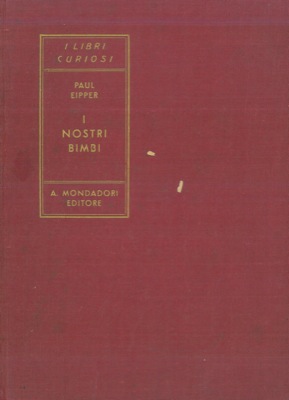 I LIBRI
CURIOSI
PAUL
EIPPER
I
NOSTRI
BIMBI
A. MONDADORI
EDITORE